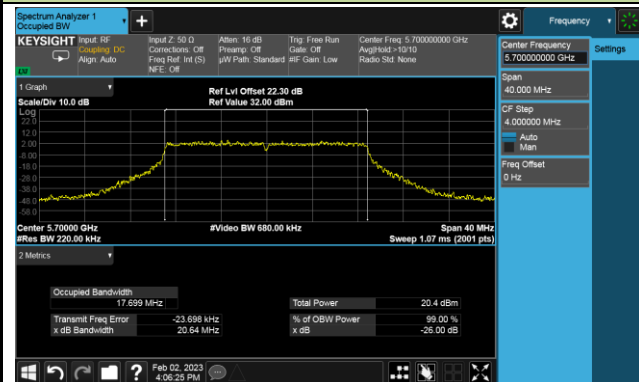 Spectrum Analyzer 1
Occupied BW
Frequency
KEYSIGHT
Input: RF
Coupling: DC
Align: Auto
Input Z: 50 Ω
Corrections: Off
Freq Ref: Int (S)
NFE: Off
Atten: 16 dB
Preamp: Off
µW Path: Standard
Trig: Free Run
Gate: Off
#IF Gain: Low
Center Freq: 5.700000000 GHz
Avg|Hold:>10/10
Radio Std: None
Center Frequency
5.700000000 GHz
Settings
Span
40.000 MHz
CF Step
4.000000 MHz
Auto
Man
Freq Offset
0 Hz
1 Graph
Scale/Div 10.0 dB
Ref Lvl Offset 22.30 dB
Ref Value 32.00 dBm
Log
22.0
12.0
2.00
-8.00
-18.0
-28.0
-38.0
-48.0
-58.0
Center 5.70000 GHz
#Res BW 220.00 kHz
#Video BW 680.00 kHz
Span 40 MHz
Sweep 1.07 ms (2001 pts)
2 Metrics
Occupied Bandwidth
17.699 MHz
Total Power
20.4 dBm
Transmit Freq Error
-23.698 kHz
% of OBW Power
99.00 %
x dB Bandwidth
20.64 MHz
x dB
-26.00 dB
?
Feb 02, 2023
4:06:25 PM